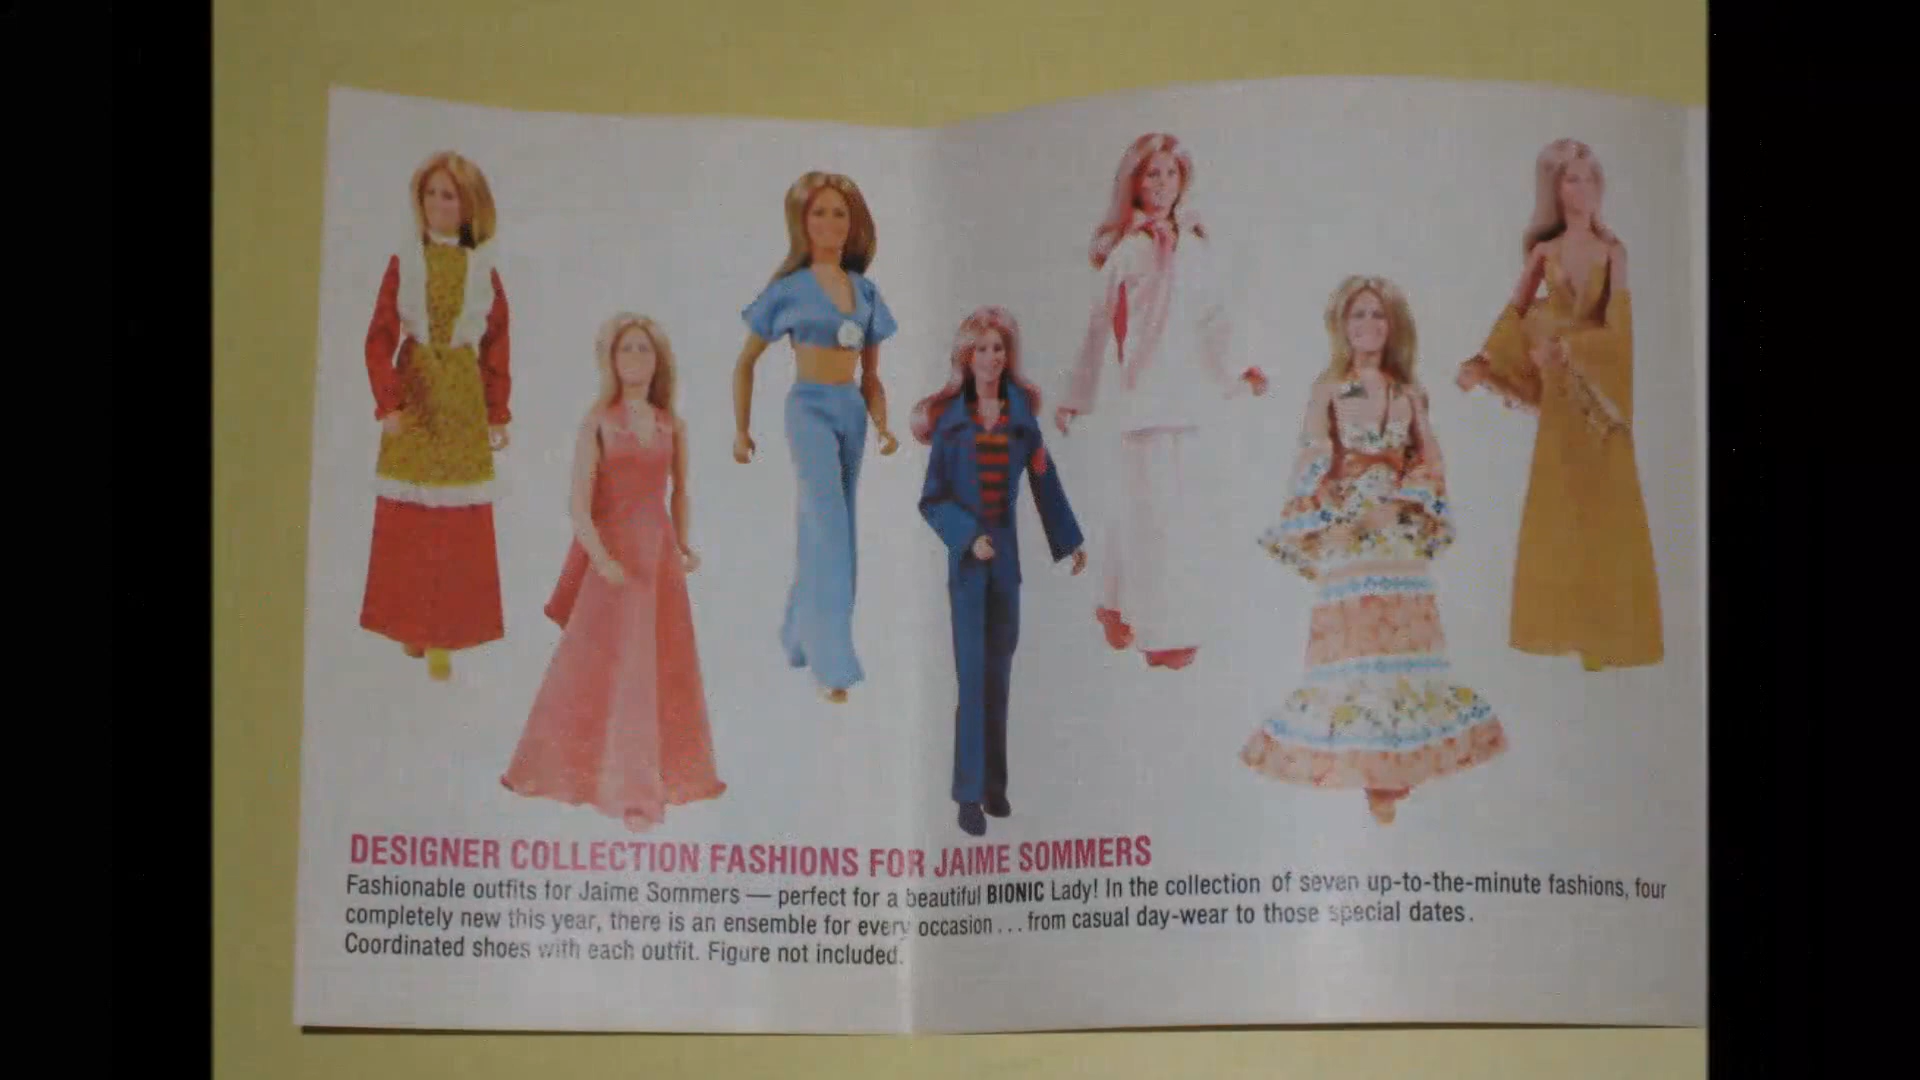 DESIGNER COLLECTION FASHIONS FOR JAIME SOMMERS
Fashionable outfits for Jaime Sommers — perfect for a beautiful BIONIC Lady! In the collection of seven up-to-the-minute fashions, four
completely new this year, there is an ensemble for every occasion... from casual day-wear to those special dates.
Coordinated shoes with each outfit. Figure not included.